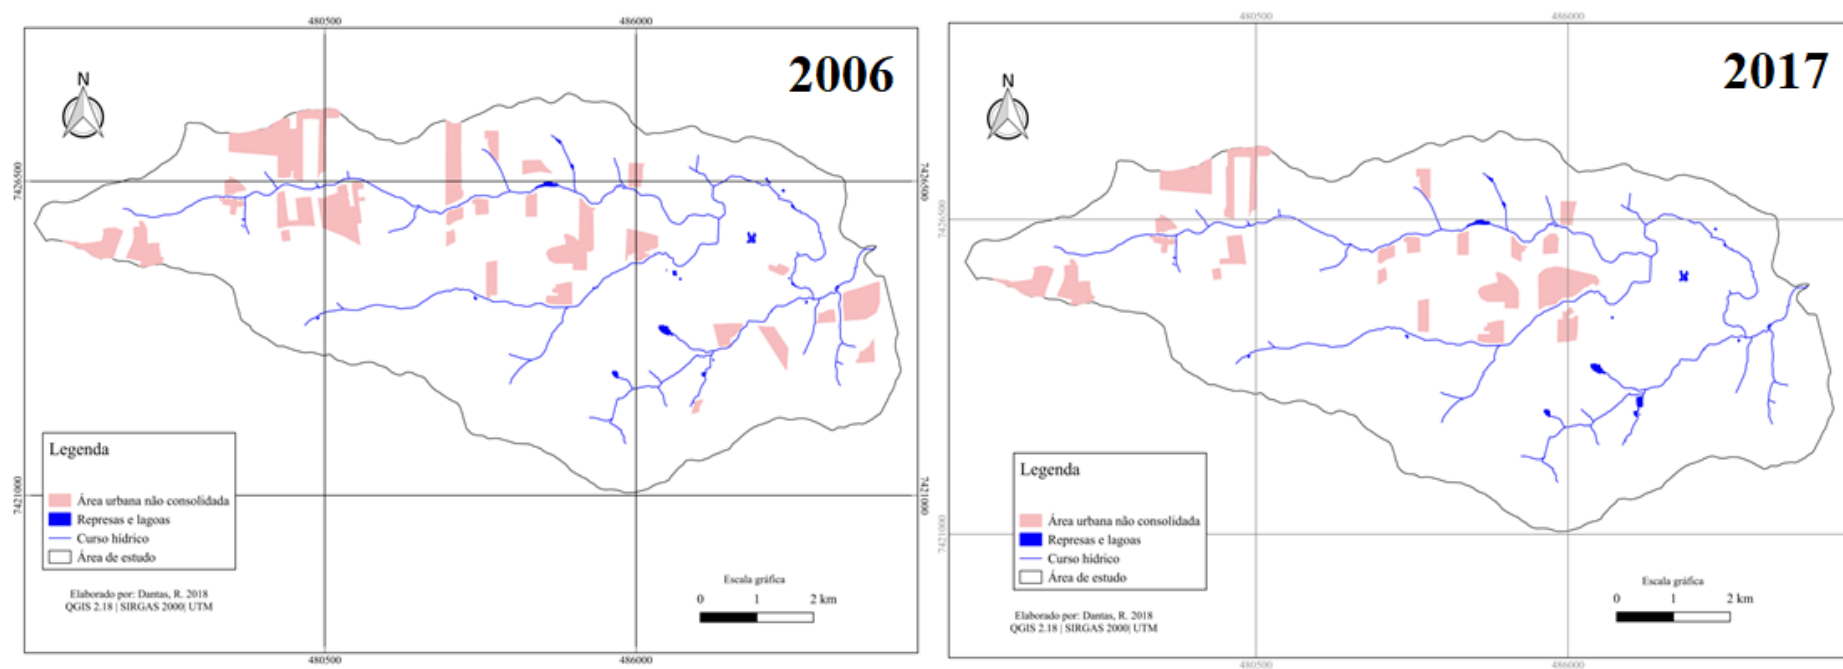 480500
486000
2006
N
7426500
7426500
7421000
7421000
Legenda
Área urbana não consolidada
Represas e lagoas
Curso hídrico
Área de estudo
Elaborado por: Dantas, R. 2018
QGIS 2.18 | SIRGAS 2000| UTM
Escala gráfica
0 1 2 km
480500
486000
480500
486000
2017
N
7426500
7421000
Legenda
Área urbana não consolidada
Represas e lagoas
Curso hídrico
Área de estudo
Elaborado por: Dantas, R. 2018
QGIS 2.18 | SIRGAS 2000| UTM
Escala gráfica
0 1 2 km
480500
486000